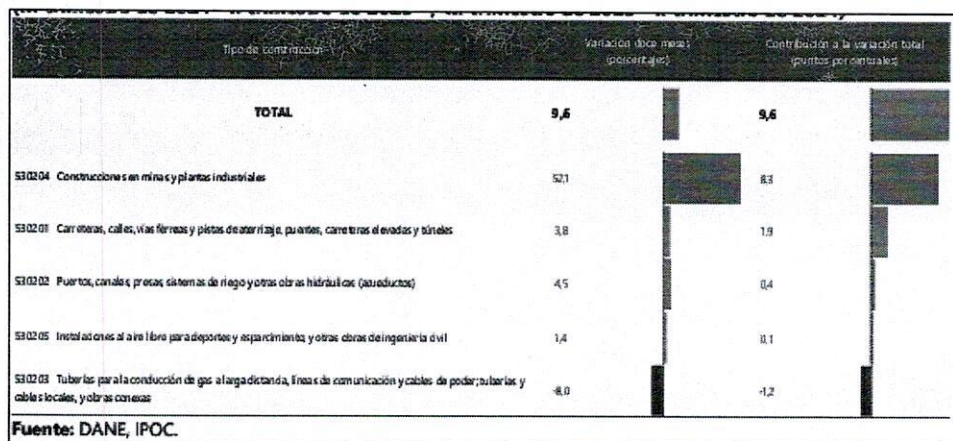 Tipo de construcción
Variación doce meses
(porcentajes)
Contribución a la variación total
(puntos porcentuales)
TOTAL 9,6 9,6
530204 Construcciones en minas y plantas industriales 52,1 8,3
530201 Carreteras, calles, vías férreas y pistas de aterrizaje, puentes, carreteras elevadas y túneles 3,8 1,9
530202 Puertos, canales, presas, sistemas de riego y otras obras hidráulicas (acueductos) 4,5 0,4
530205 Instalaciones al aire libre para deportes y esparcimiento; y otras obras de ingeniería civil 1,4 0,1
530203 Tuberías para la conducción de gas a larga distancia, líneas de comunicación y cables de poder; tuberías y
cables locales, y obras conexas -8,0 -1,2
Fuente: DANE, IPOC.